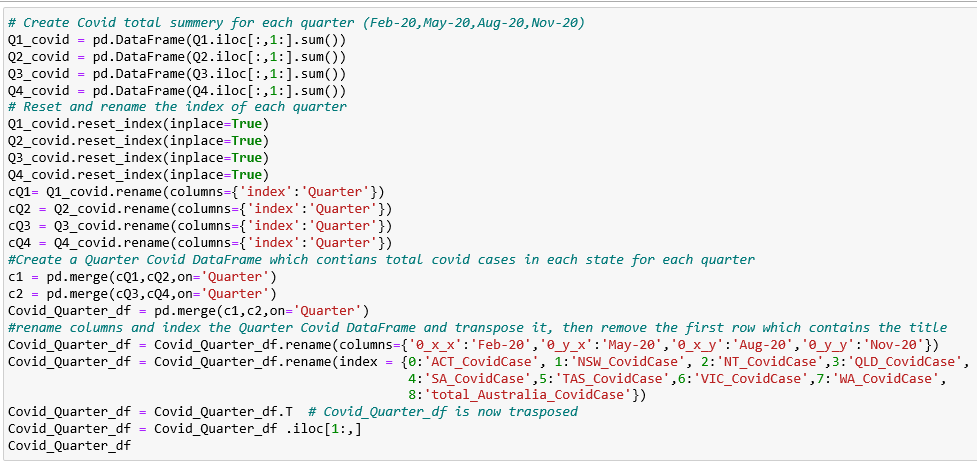 # Create Covid total summery for each quarter (Feb-20,May-20,Aug-20,Nov-20)
Q1_covid = pd.DataFrame(Q1.iloc[:,1:].sum())
Q2_covid = pd.DataFrame(Q2.iloc[:,1:].sum())
Q3_covid = pd.DataFrame(Q3.iloc[:,1:].sum())
Q4_covid = pd.DataFrame(Q4.iloc[:,1:].sum())
# Reset and rename the index of each quarter
Q1_covid.reset_index(inplace=True)
Q2_covid.reset_index(inplace=True)
Q3_covid.reset_index(inplace=True)
Q4_covid.reset_index(inplace=True)
cQ1= Q1_covid.rename(columns={'index':'Quarter'})
cQ2 = Q2_covid.rename(columns={'index':'Quarter'})
cQ3 = Q3_covid.rename(columns={'index':'Quarter'})
cQ4 = Q4_covid.rename(columns={'index':'Quarter'})
#Create a Quarter Covid DataFrame which contians total covid cases in each state for each quarter
c1 = pd.merge(cQ1,cQ2,on='Quarter')
c2 = pd.merge(cQ3,cQ4,on='Quarter')
Covid_Quarter_df = pd.merge(c1,c2,on='Quarter')
#rename columns and index the Quarter Covid DataFrame and transpose it, then remove the first row which contains the title
Covid_Quarter_df = Covid_Quarter_df.rename(columns={'0_x_x':'Feb-20','0_y_x':'May-20','0_x_y':'Aug-20','0_y_y':'Nov-20'})
Covid_Quarter_df = Covid_Quarter_df.rename(index = {0:'ACT_CovidCase', 1:'NSW_CovidCase', 2:'NT_CovidCase',3:'QLD_CovidCase',
4:'SA_CovidCase',5:'TAS_CovidCase',6:'VIC_CovidCase',7:'WA_CovidCase',
8:'total_Australia_CovidCase'})
Covid_Quarter_df = Covid_Quarter_df.T  # Covid_Quarter_df is now trasposed
Covid_Quarter_df = Covid_Quarter_df .iloc[1:,]
Covid_Quarter_df